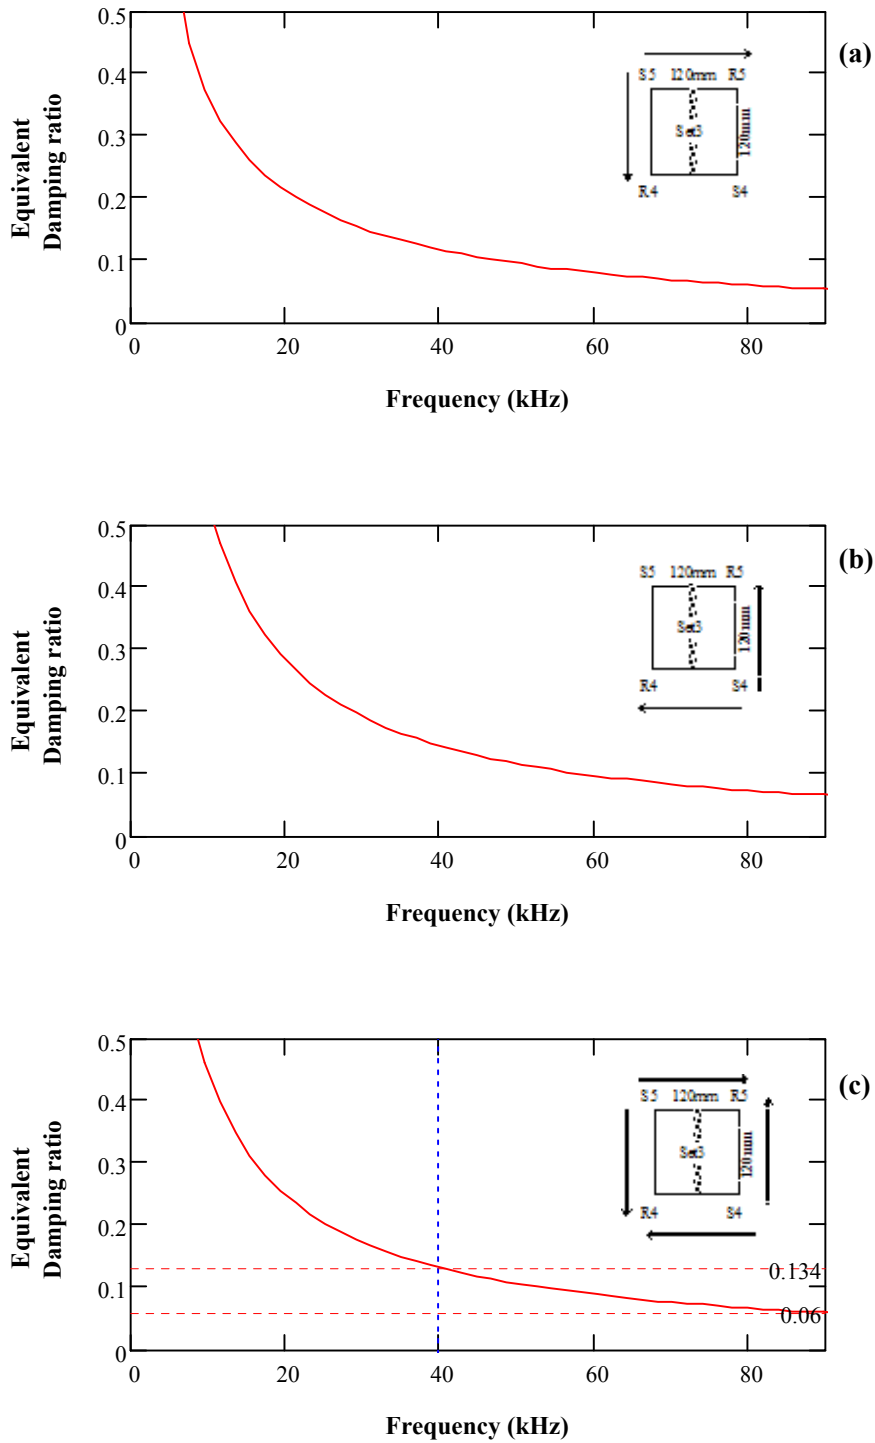 0.5
(a)
S5 120mm R5
0.4
0.3
Set3
120mm
Equivalent
Damping ratio
0.2
R4 S4
0.1
0
0 20 40 60 80
Frequency (kHz)
0.5
(b)
S5 120mm R5
0.4
0.3
Set3
120mm
Equivalent
Damping ratio
R4 S4
0.2
0.1
0
0 20 40 60 80
Frequency (kHz)
0.5
(c)
S5 120mm R5
0.4
0.3
Set3
120mm
Equivalent
Damping ratio
R4 S4
0.2
0.134
0.1
0.06
0
0 20 40 60 80
Frequency (kHz)